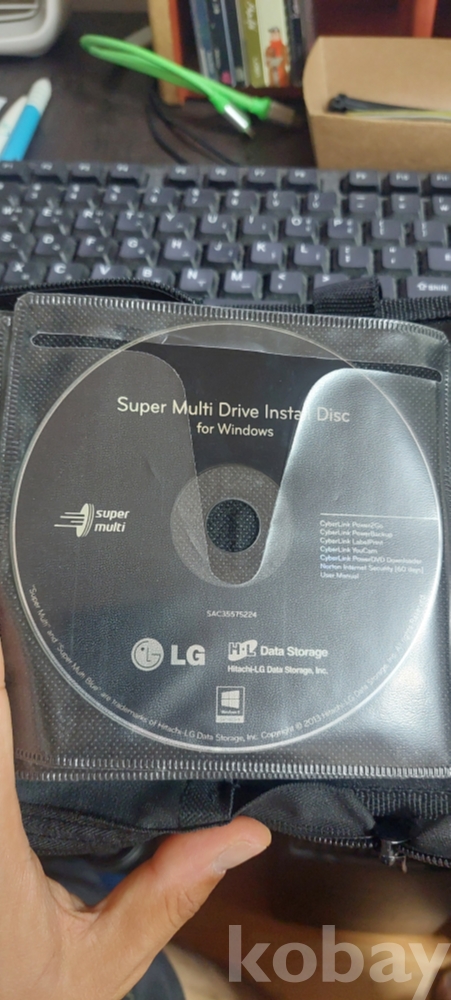 Super Multi Drive Install Disc
for Windows
super
multi
CyberLink Power2Go
CyberLink PowerBackup
CyberLink LabelPrint
CyberLink YouCam
CyberLink PowerDVD Downloader
Norton Internet Security [60 days]
User Manual
SAC35575224
LG
H·L Data Storage
Hitachi-LG Data Storage, Inc.
"Super Multi" and "Super Multi Blue" are trademarks of Hitachi-LG Data Storage, Inc. Copyright © 2013 Hitachi-LG Data Storage, Inc. All
kobay